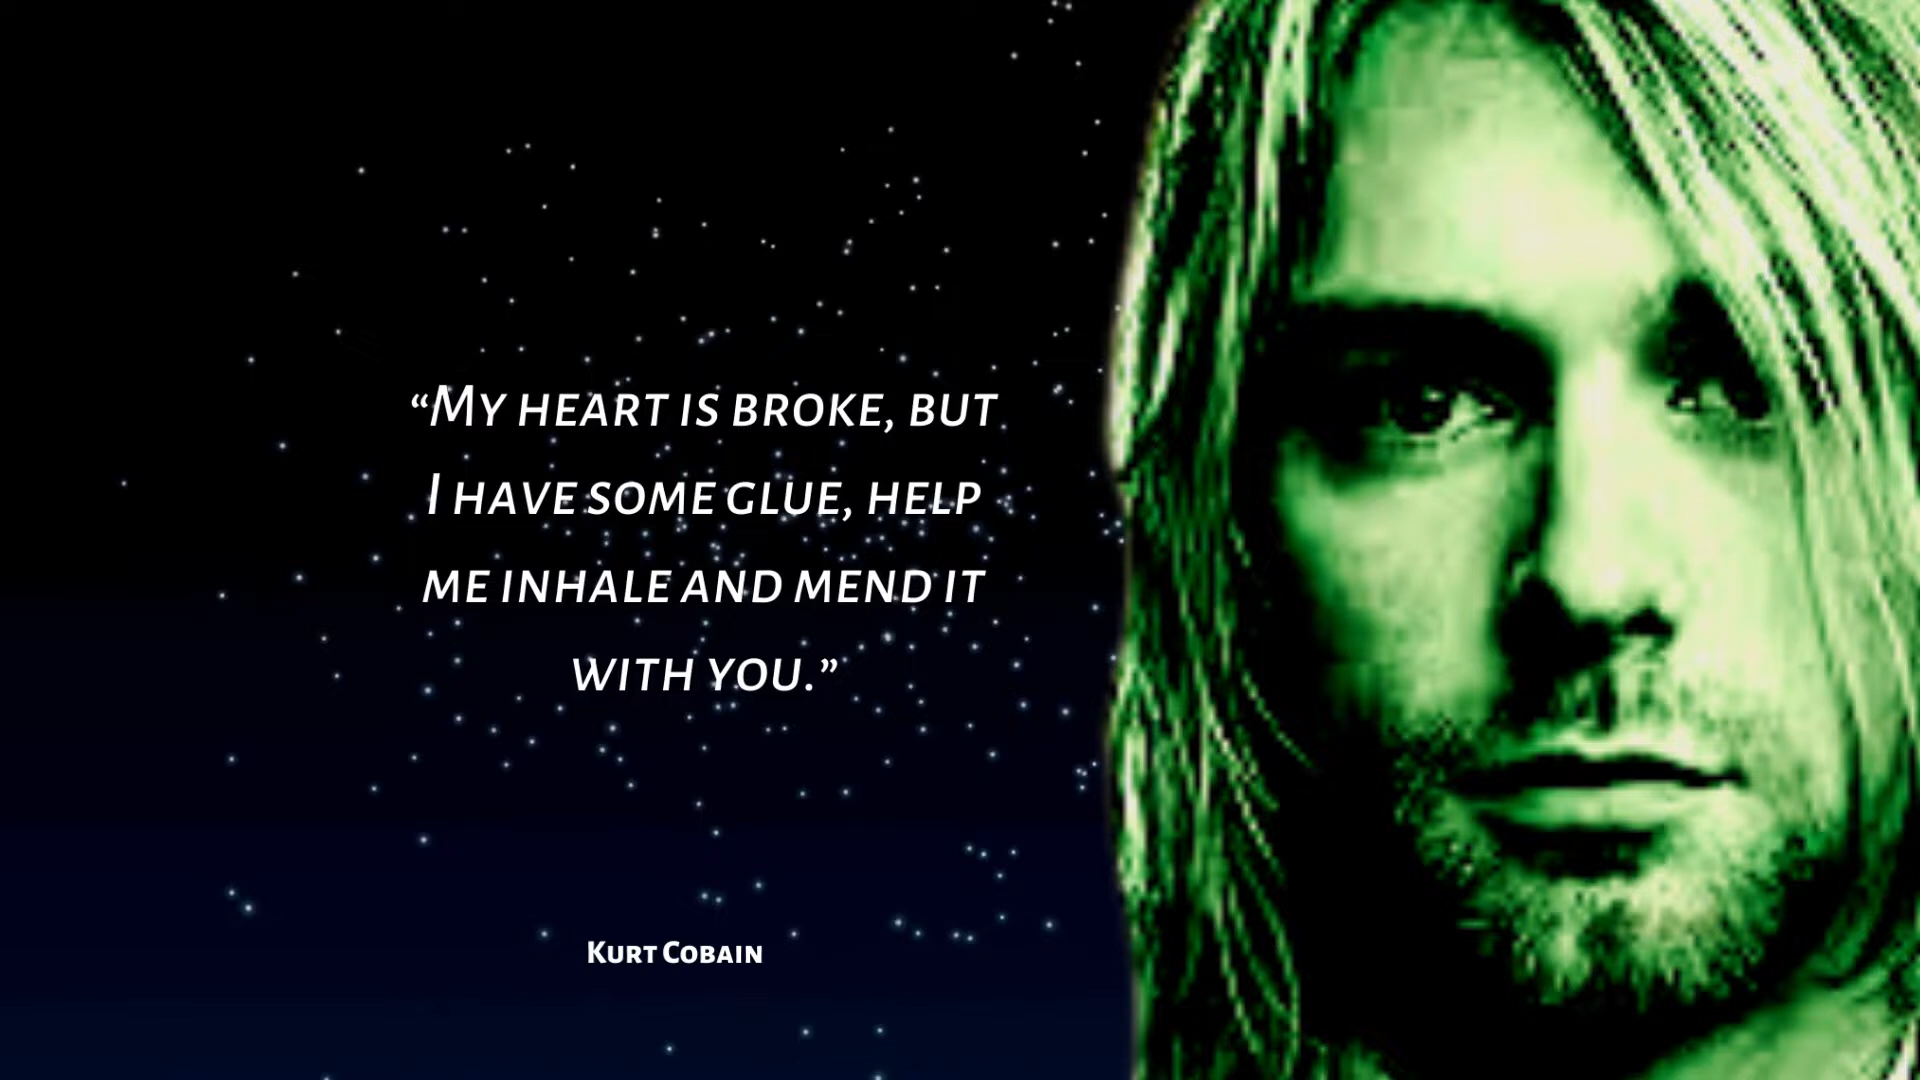 “My heart is broke, but
I have some glue, help
me inhale and mend it
with you.”
Kurt Cobain